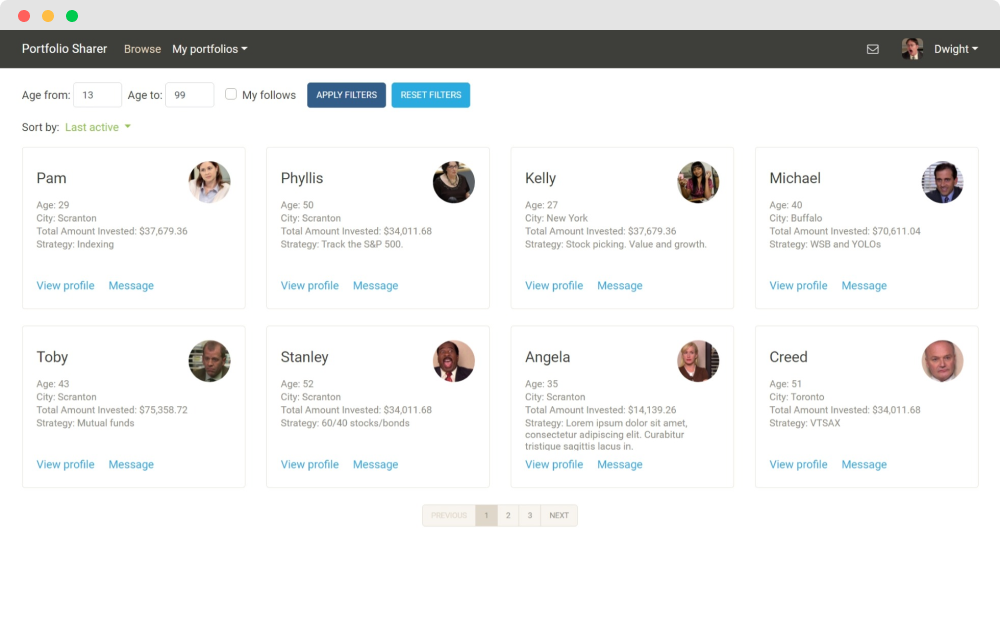 Portfolio Sharer Browse My portfolios Dwight
Age from: 13 Age to: 99 My follows APPLY FILTERS RESET FILTERS
Sort by: Last active
Pam
Age: 29
City: Scranton
Total Amount Invested: $37,679.36
Strategy: Indexing
View profile Message
Phyllis
Age: 50
City: Scranton
Total Amount Invested: $34,011.68
Strategy: Track the S&P 500.
View profile Message
Kelly
Age: 27
City: New York
Total Amount Invested: $37,679.36
Strategy: Stock picking. Value and growth.
View profile Message
Michael
Age: 40
City: Buffalo
Total Amount Invested: $70,611.04
Strategy: WSB and YOLOs
View profile Message
Toby
Age: 43
City: Scranton
Total Amount Invested: $75,358.72
Strategy: Mutual funds
View profile Message
Stanley
Age: 52
City: Scranton
Total Amount Invested: $34,011.68
Strategy: 60/40 stocks/bonds
View profile Message
Angela
Age: 35
City: Scranton
Total Amount Invested: $14,139.26
Strategy: Lorem ipsum dolor sit amet,
consectetur adipiscing elit. Curabitur
tristique sagittis lacus in.
View profile Message
Creed
Age: 51
City: Toronto
Total Amount Invested: $34,011.68
Strategy: VTSAX
View profile Message
PREVIOUS 1 2 3 NEXT